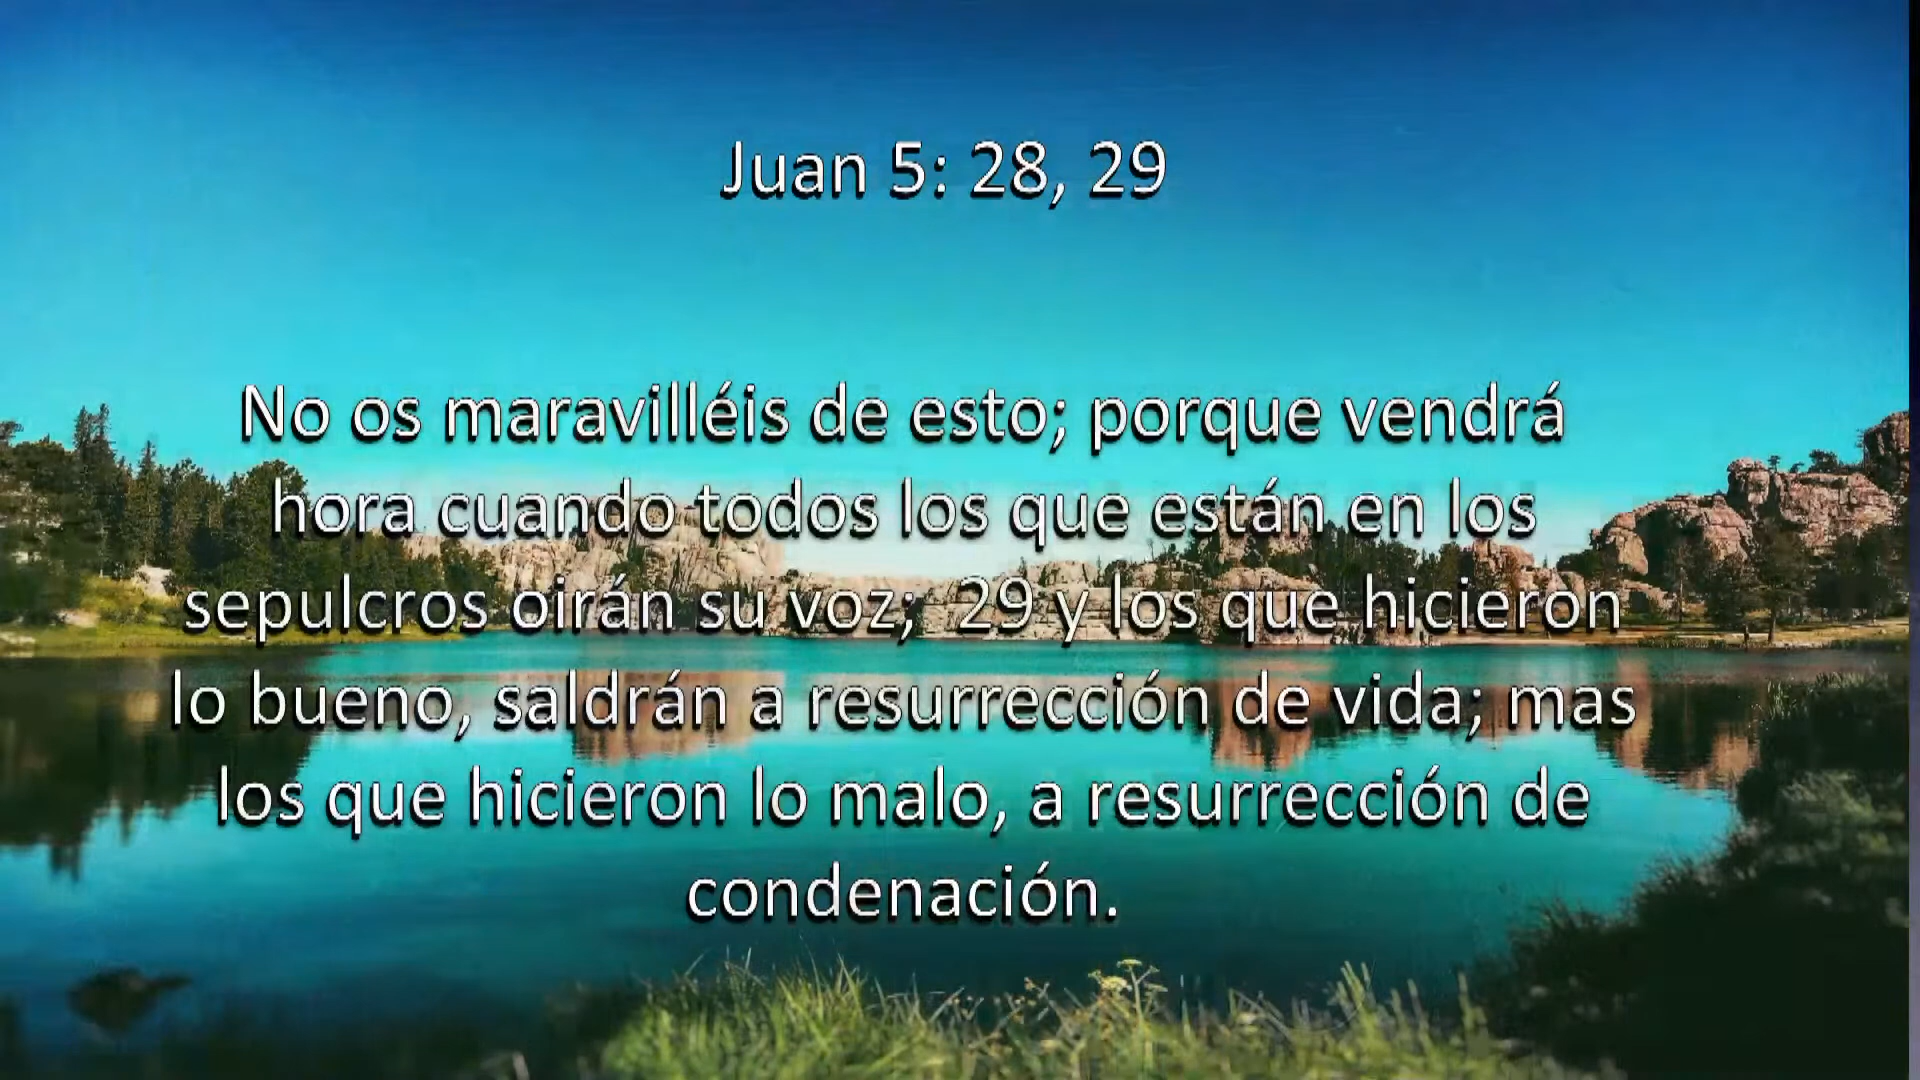 Juan 5: 28, 29
No os maravilléis de esto; porque vendrá
hora cuando todos los que están en los
sepulcros oirán su voz; 29 y los que hicieron
lo bueno, saldrán a resurrección de vida; mas
los que hicieron lo malo, a resurrección de
condenación.